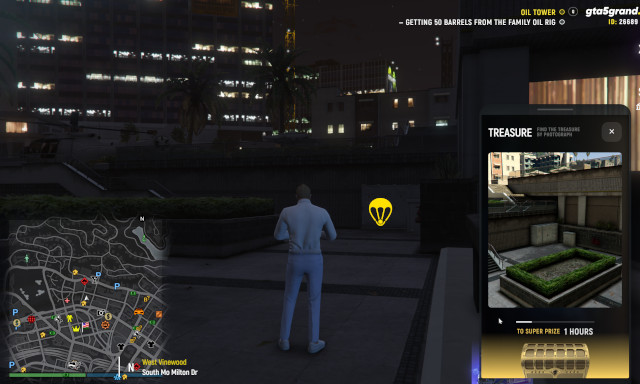 OIL TOWER
– GETTING 50 BARRELS FROM THE FAMILY OIL RIG
gta5grand.
ID: 26689
TREASURE
FIND THE TREASURE
BY PHOTOGRAPH
TO SUPER PRIZE 1 HOURS
N
P
P
P
N
West Vinewood
South Mo Milton Dr